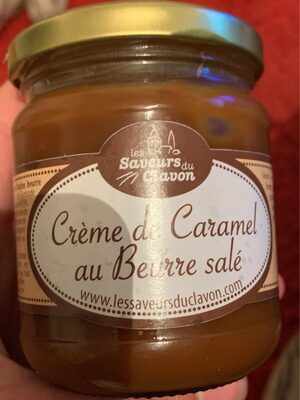 les
Saveurs du
Clavon
Crème de Caramel
au Beurre salé
www.lessaveursduclavon.com